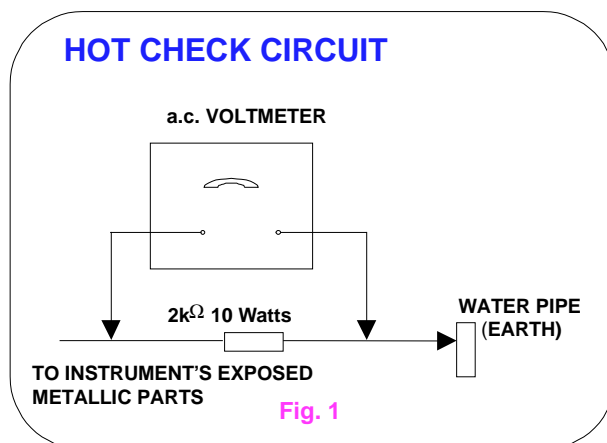 HOT CHECK CIRCUIT
a.c. VOLTMETER
2kΩ 10 Watts
WATER PIPE
(EARTH)
TO INSTRUMENT'S EXPOSED
METALLIC PARTS
Fig. 1